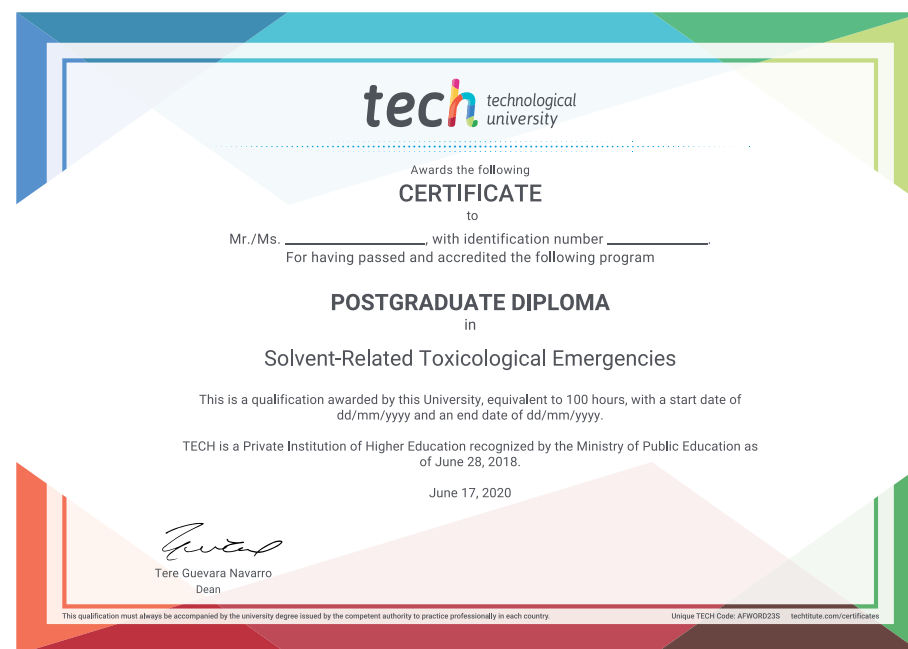 tech technological
university
Awards the following
CERTIFICATE
to
Mr./Ms. ____________________, with identification number ______________.
For having passed and accredited the following program
POSTGRADUATE DIPLOMA
in
Solvent-Related Toxicological Emergencies
This is a qualification awarded by this University, equivalent to 100 hours, with a start date of
dd/mm/yyyy and an end date of dd/mm/yyyy.
TECH is a Private Institution of Higher Education recognized by the Ministry of Public Education as
of June 28, 2018.
June 17, 2020
Tere Guevara Navarro
Dean
This qualification must always be accompanied by the university degree issued by the competent authority to practice professionally in each country. Unique TECH Code: AFWORD23S techtitute.com/certificates